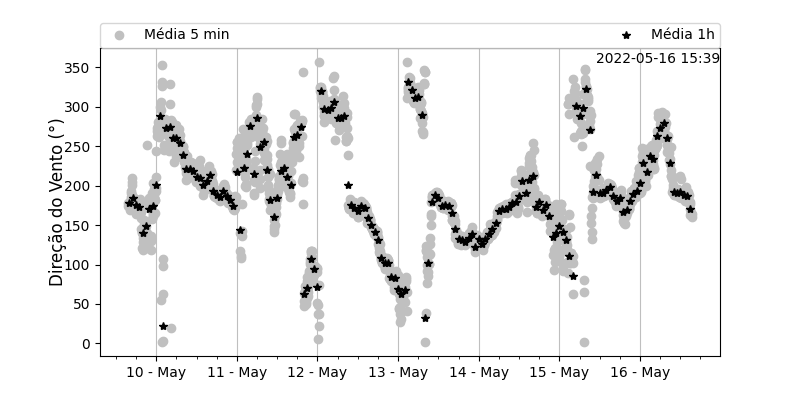 Média 5 min
Média 1h
2022-05-16 15:39
Direção do Vento (°)
350
300
250
200
150
100
50
0
10 - May
11 - May
12 - May
13 - May
14 - May
15 - May
16 - May